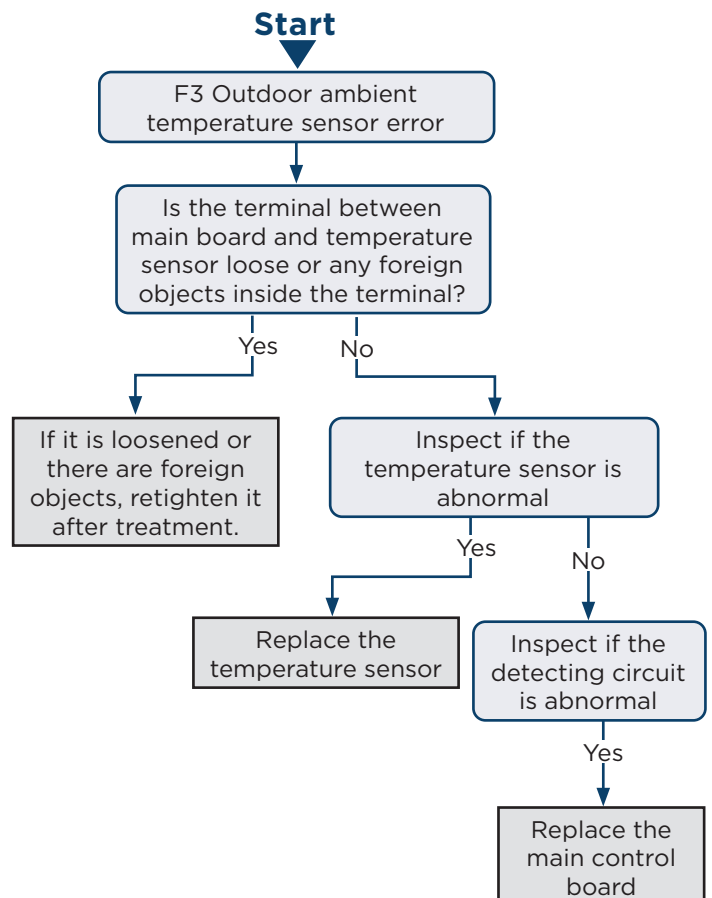 Start
F3 Outdoor ambient
temperature sensor error
Is the terminal between
main board and temperature
sensor loose or any foreign
objects inside the terminal?
Yes
No
If it is loosened or
there are foreign
objects, retighten it
after treatment.
Inspect if the
temperature sensor is
abnormal
Yes
No
Replace the
temperature sensor
Inspect if the
detecting circuit
is abnormal
Yes
Replace the
main control
board